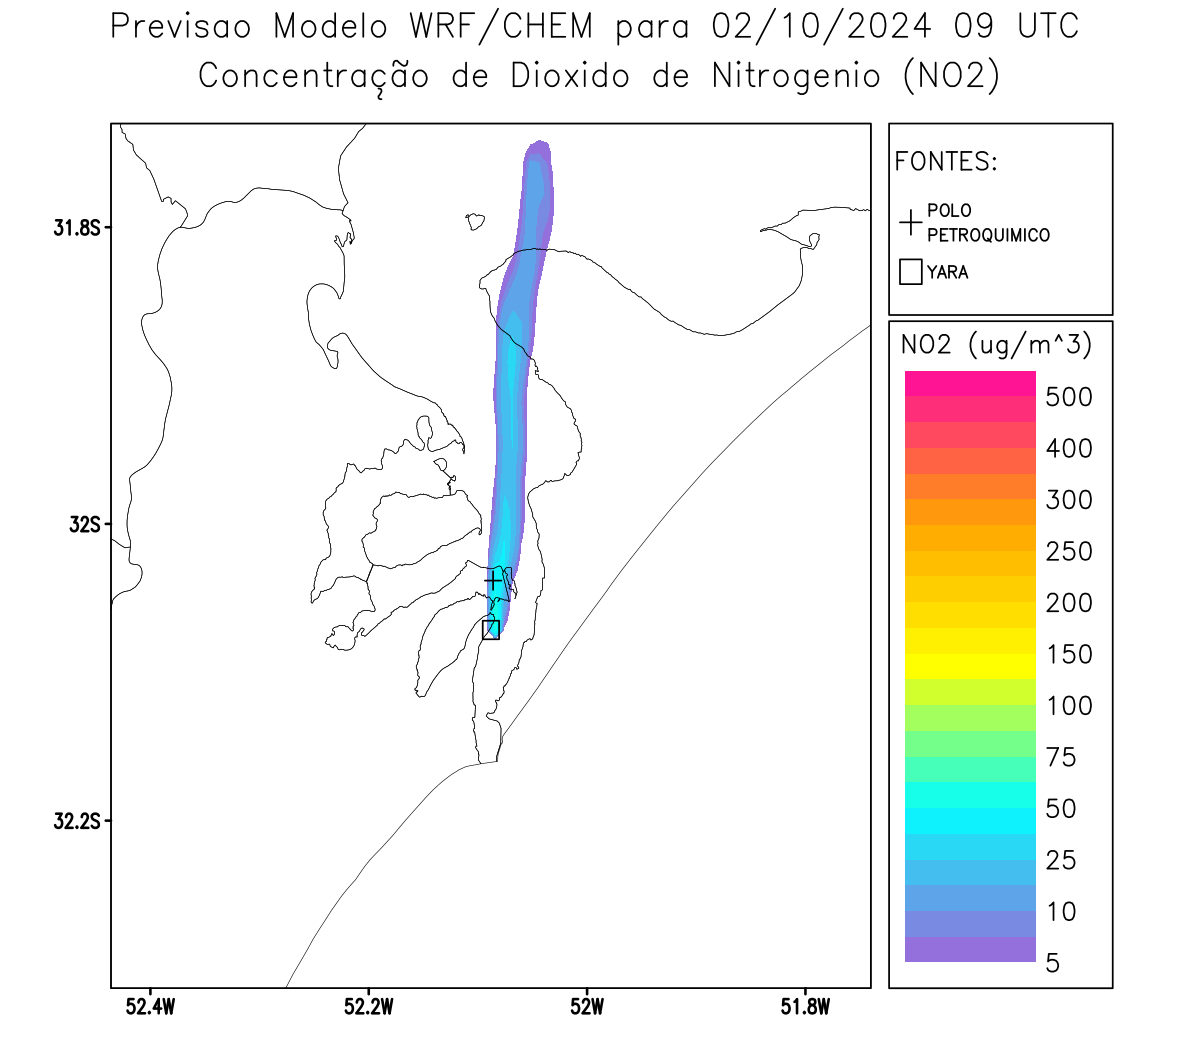 Previsao Modelo WRF/CHEM para 02/10/2024 09 UTC
Concentração de Dioxido de Nitrogenio (NO2)
FONTES:
POLO
PETROQUIMICO
YARA
NO2 (ug/m^3)
500
400
300
250
200
150
100
75
50
25
10
5
31.8S
32S
32.2S
52.4W
52.2W
52W
51.8W